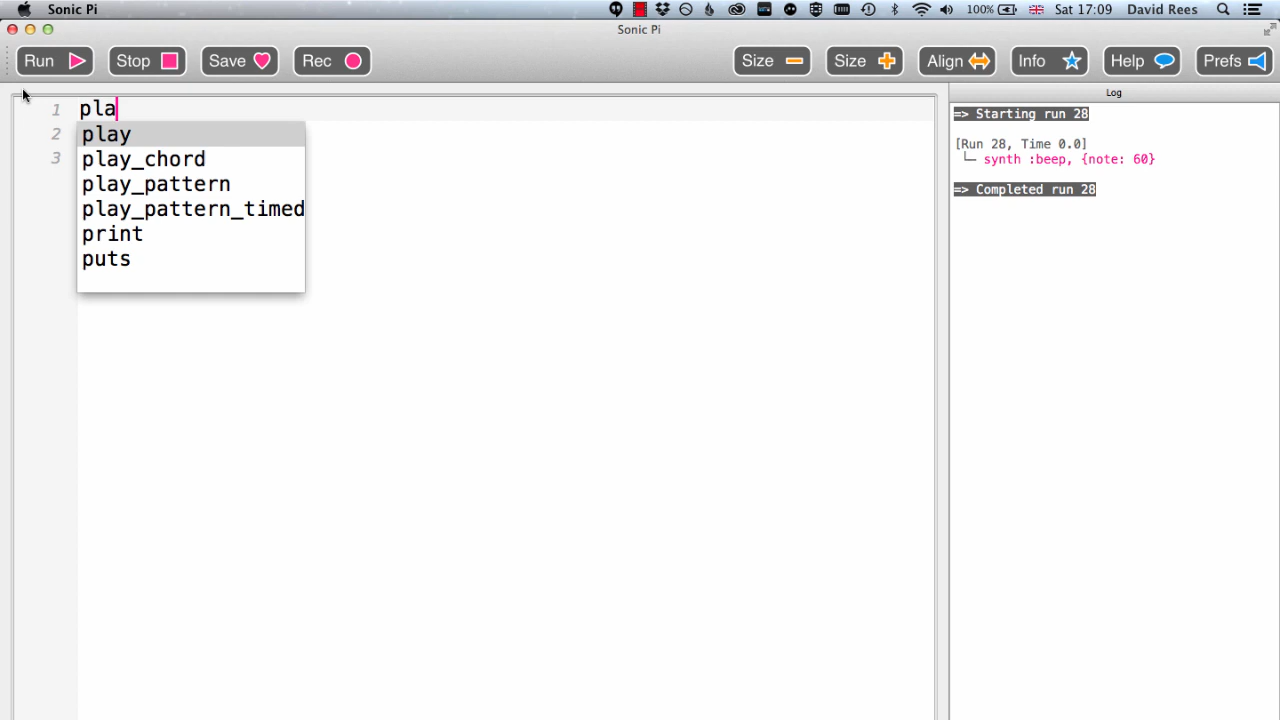 Sonic Pi 100% Sat 17:09 David Rees
Sonic Pi
Run Stop Save Rec Size Size Align Info Help Prefs
Log
1 pla
2
3
play
play_chord
play_pattern
play_pattern_timed
print
puts
=> Starting run 28
[Run 28, Time 0.0]
└─ synth :beep, {note: 60}
=> Completed run 28